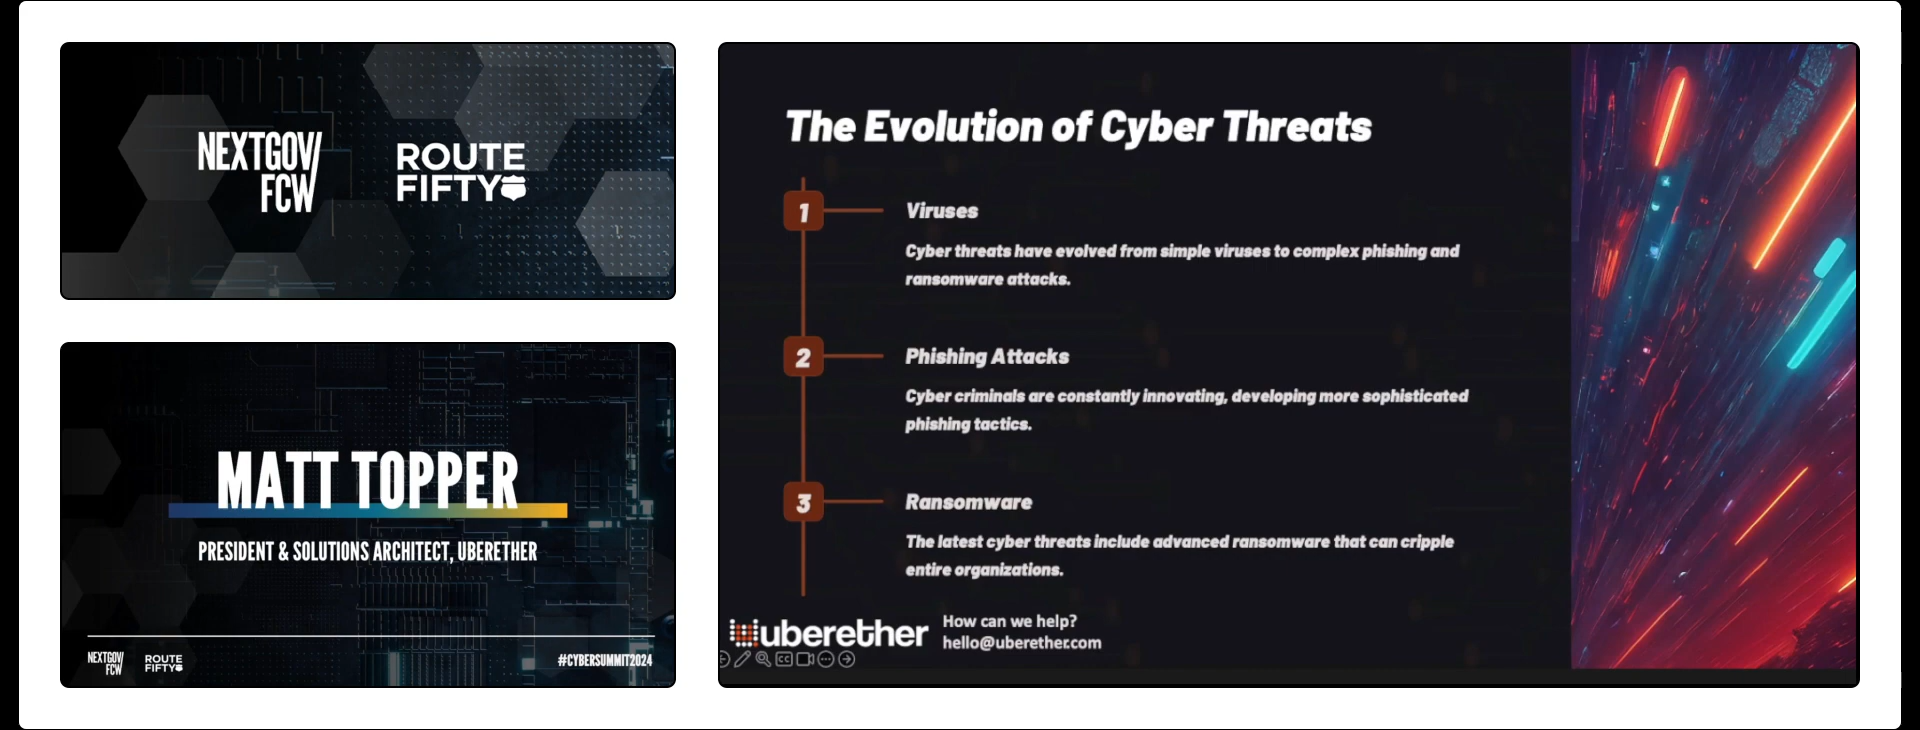 NEXTGOV
FCW
ROUTE
FIFTY
MATT TOPPER
PRESIDENT & SOLUTIONS ARCHITECT, UBERETHER
NEXTGOV
FCW
ROUTE
FIFTY
#CYBERSUMMIT2024
The Evolution of Cyber Threats
1
Viruses
Cyber threats have evolved from simple viruses to complex phishing and
ransomware attacks.
2
Phishing Attacks
Cyber criminals are constantly innovating, developing more sophisticated
phishing tactics.
3
Ransomware
The latest cyber threats include advanced ransomware that can cripple
entire organizations.
uberether
How can we help?
hello@uberether.com
CC